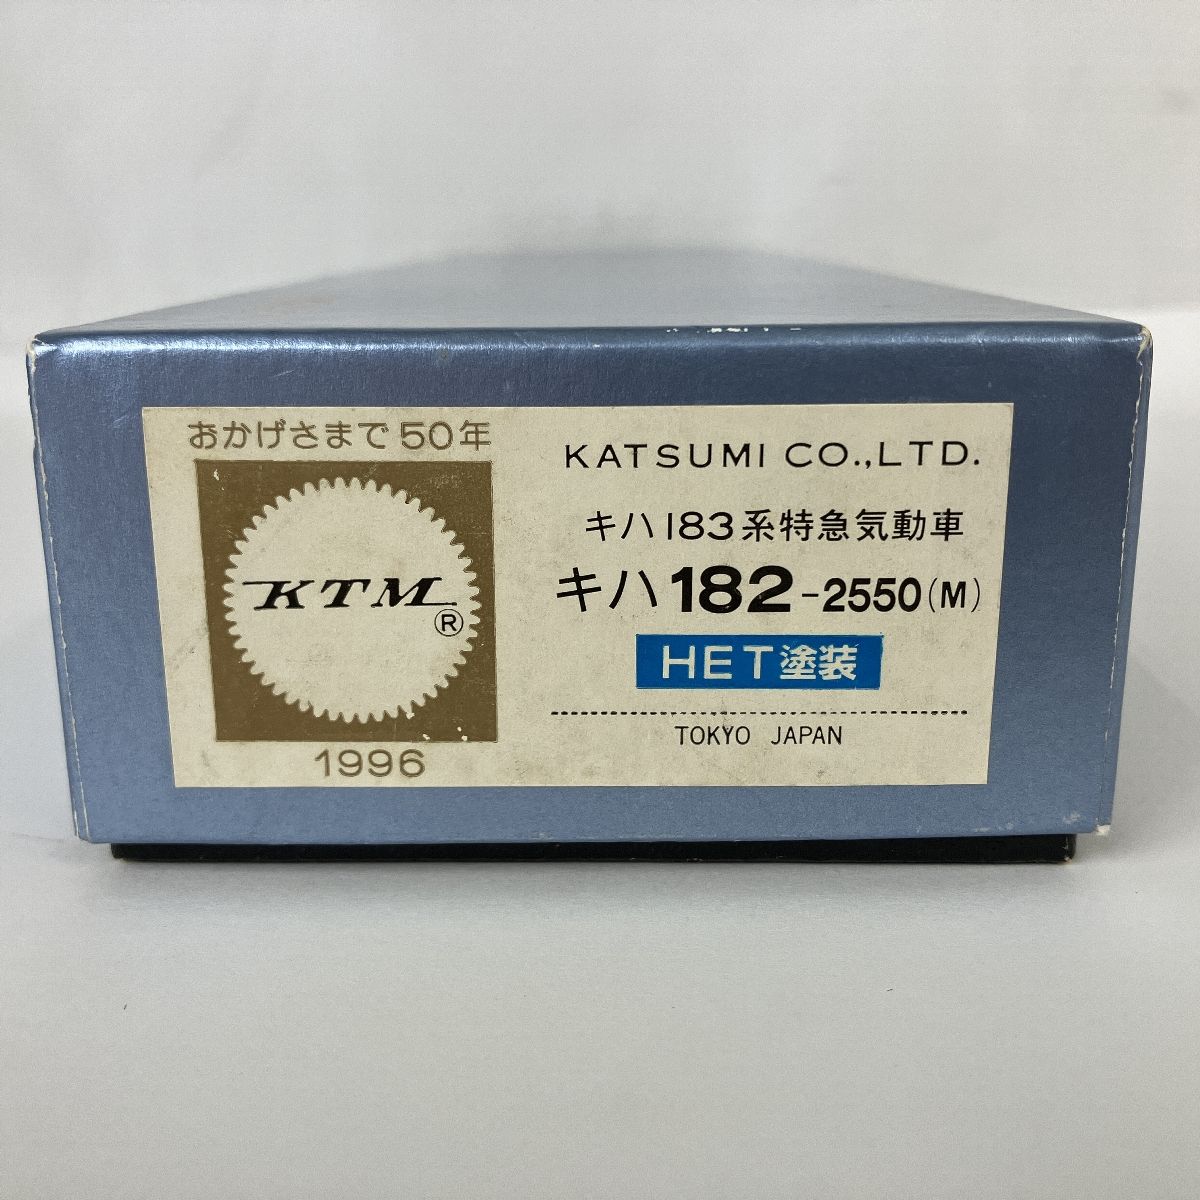 おかげさまで50年
KTM
®
1996
KATSUMI CO.,LTD.
キハ183系特急気動車
キハ182-2550(M)
HET塗装
TOKYO JAPAN